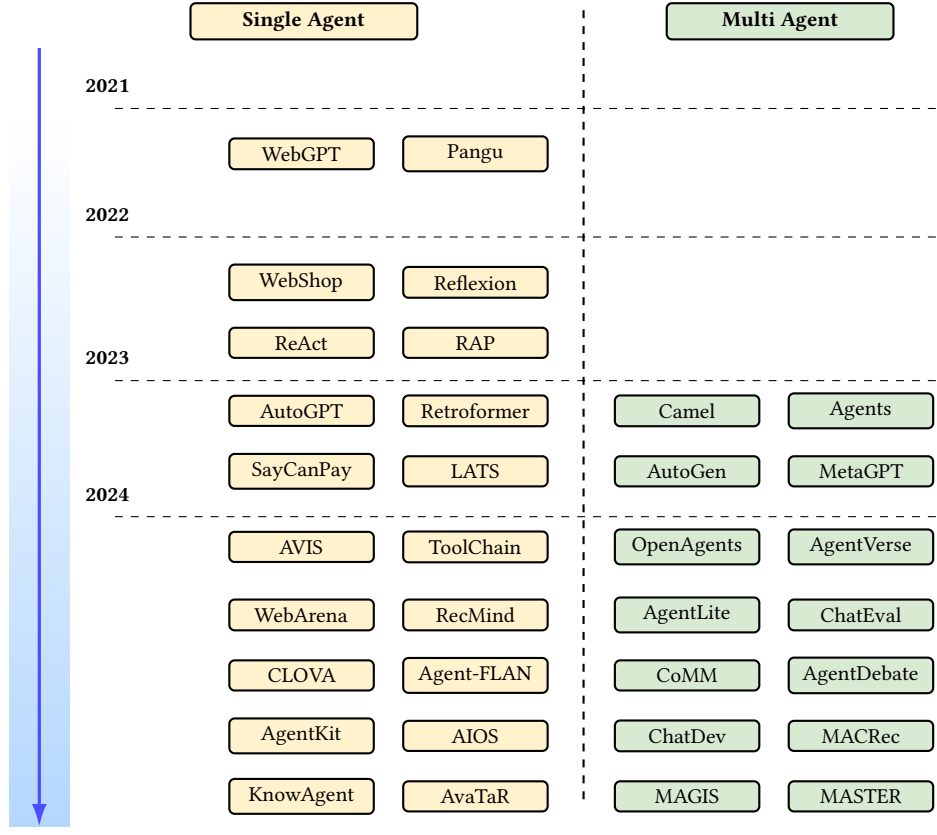 Single Agent
Multi Agent
2021
WebGPT
Pangu
2022
WebShop
Reflexion
ReAct
RAP
2023
AutoGPT
Retroformer
Camel
Agents
SayCanPay
LATS
AutoGen
MetaGPT
2024
AVIS
ToolChain
OpenAgents
AgentVerse
WebArena
RecMind
AgentLite
ChatEval
CLOVA
Agent-FLAN
CoMM
AgentDebate
AgentKit
AIOS
ChatDev
MACRec
KnowAgent
AvaTaR
MAGIS
MASTER